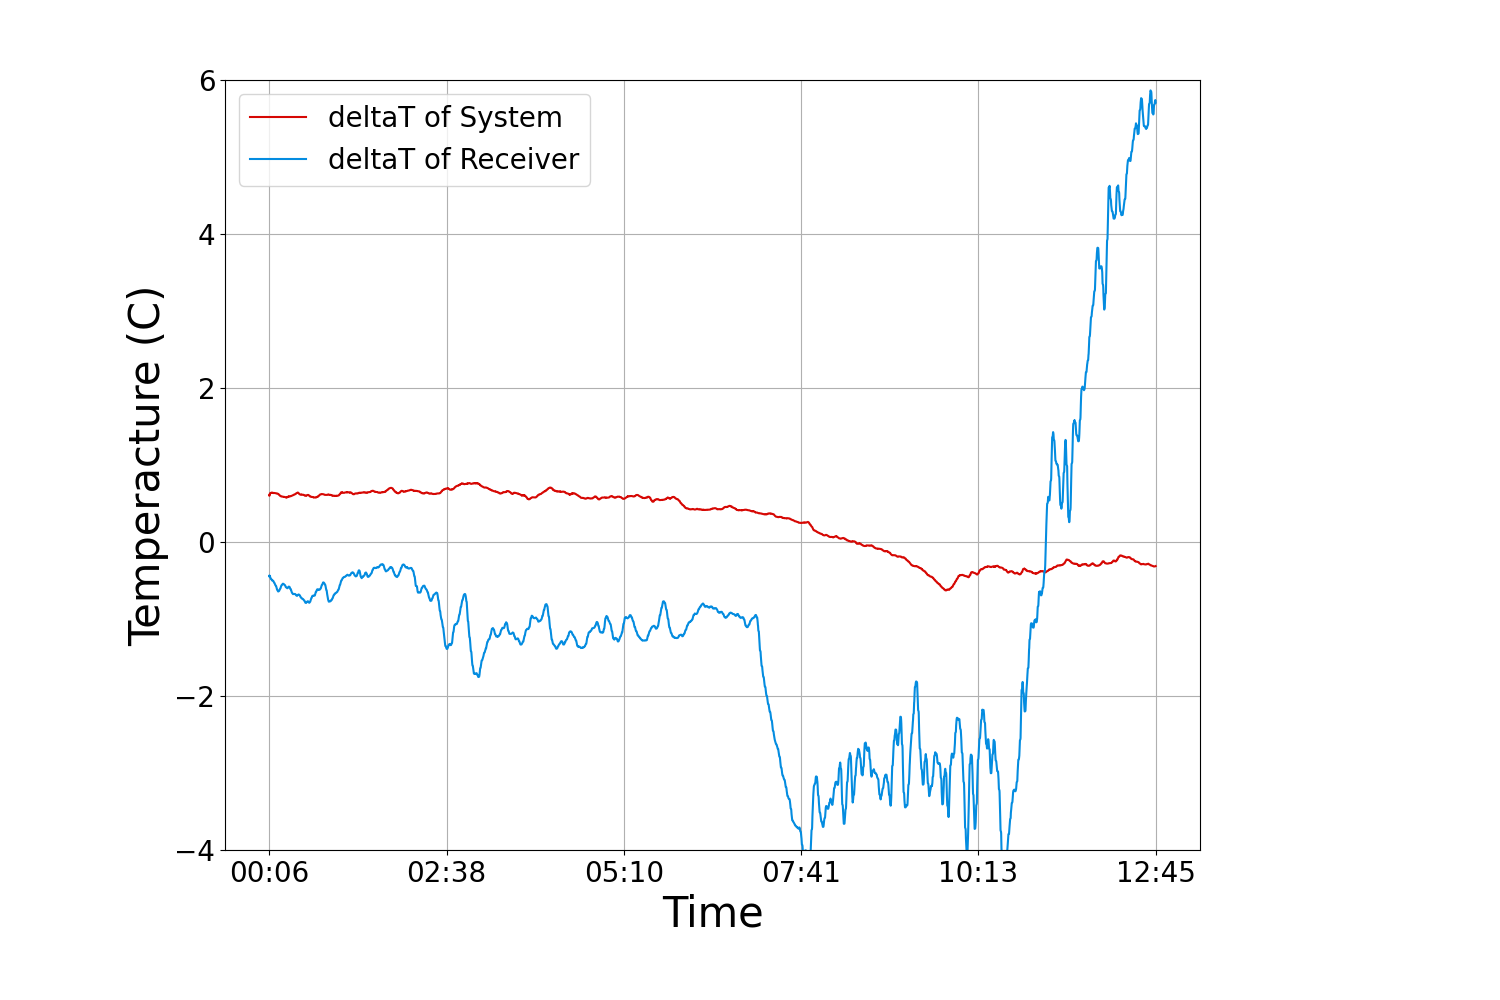 6
4
2
0
−2
−4
deltaT of System
deltaT of Receiver
Temperacture (C)
00:06 02:38 05:10 07:41 10:13 12:45
Time